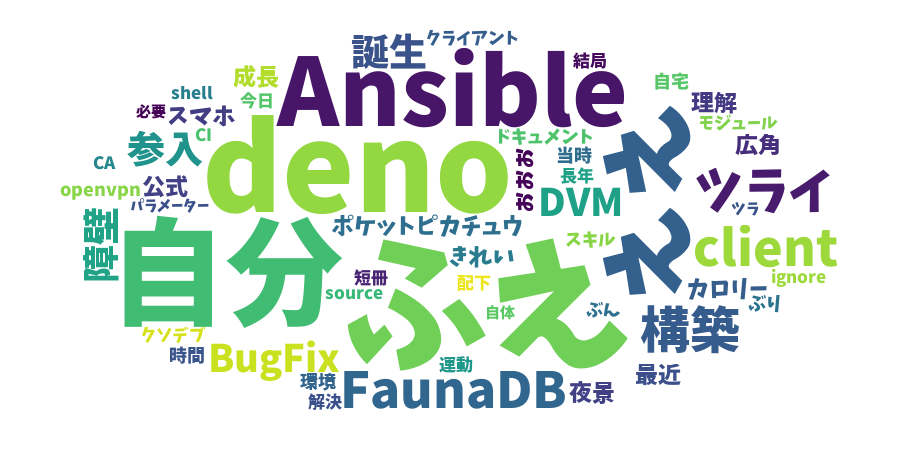 クライアント
誕生
結局
Ansible
成長
自宅
shell
今日
理解
必要
スマホ
モジュール
CI
ドキュメント
deno
参入
広角
ええ
おおお
当時
CA
長年
ツライ
openvpn
公式
DVM
ツラ
パラメーター
障壁
ポケットピカチュウ
自分
スキル
client
きれい
ふえ
短冊
配下
ignore
source
カロリー
ぶり
自体
ぶん
構築
クソデブ
時間
BugFix
運動
最近
環境
FaunaDB
夜景
解決